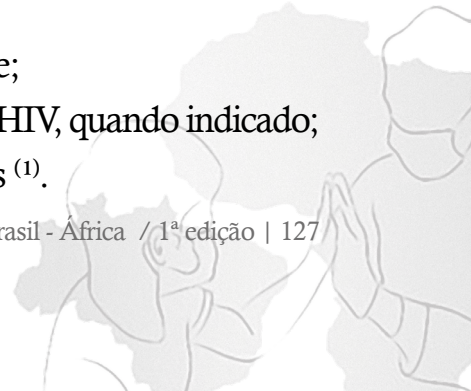 e;
HIV, quando indicado;
s (1).
rasil - África / 1ª edição | 127